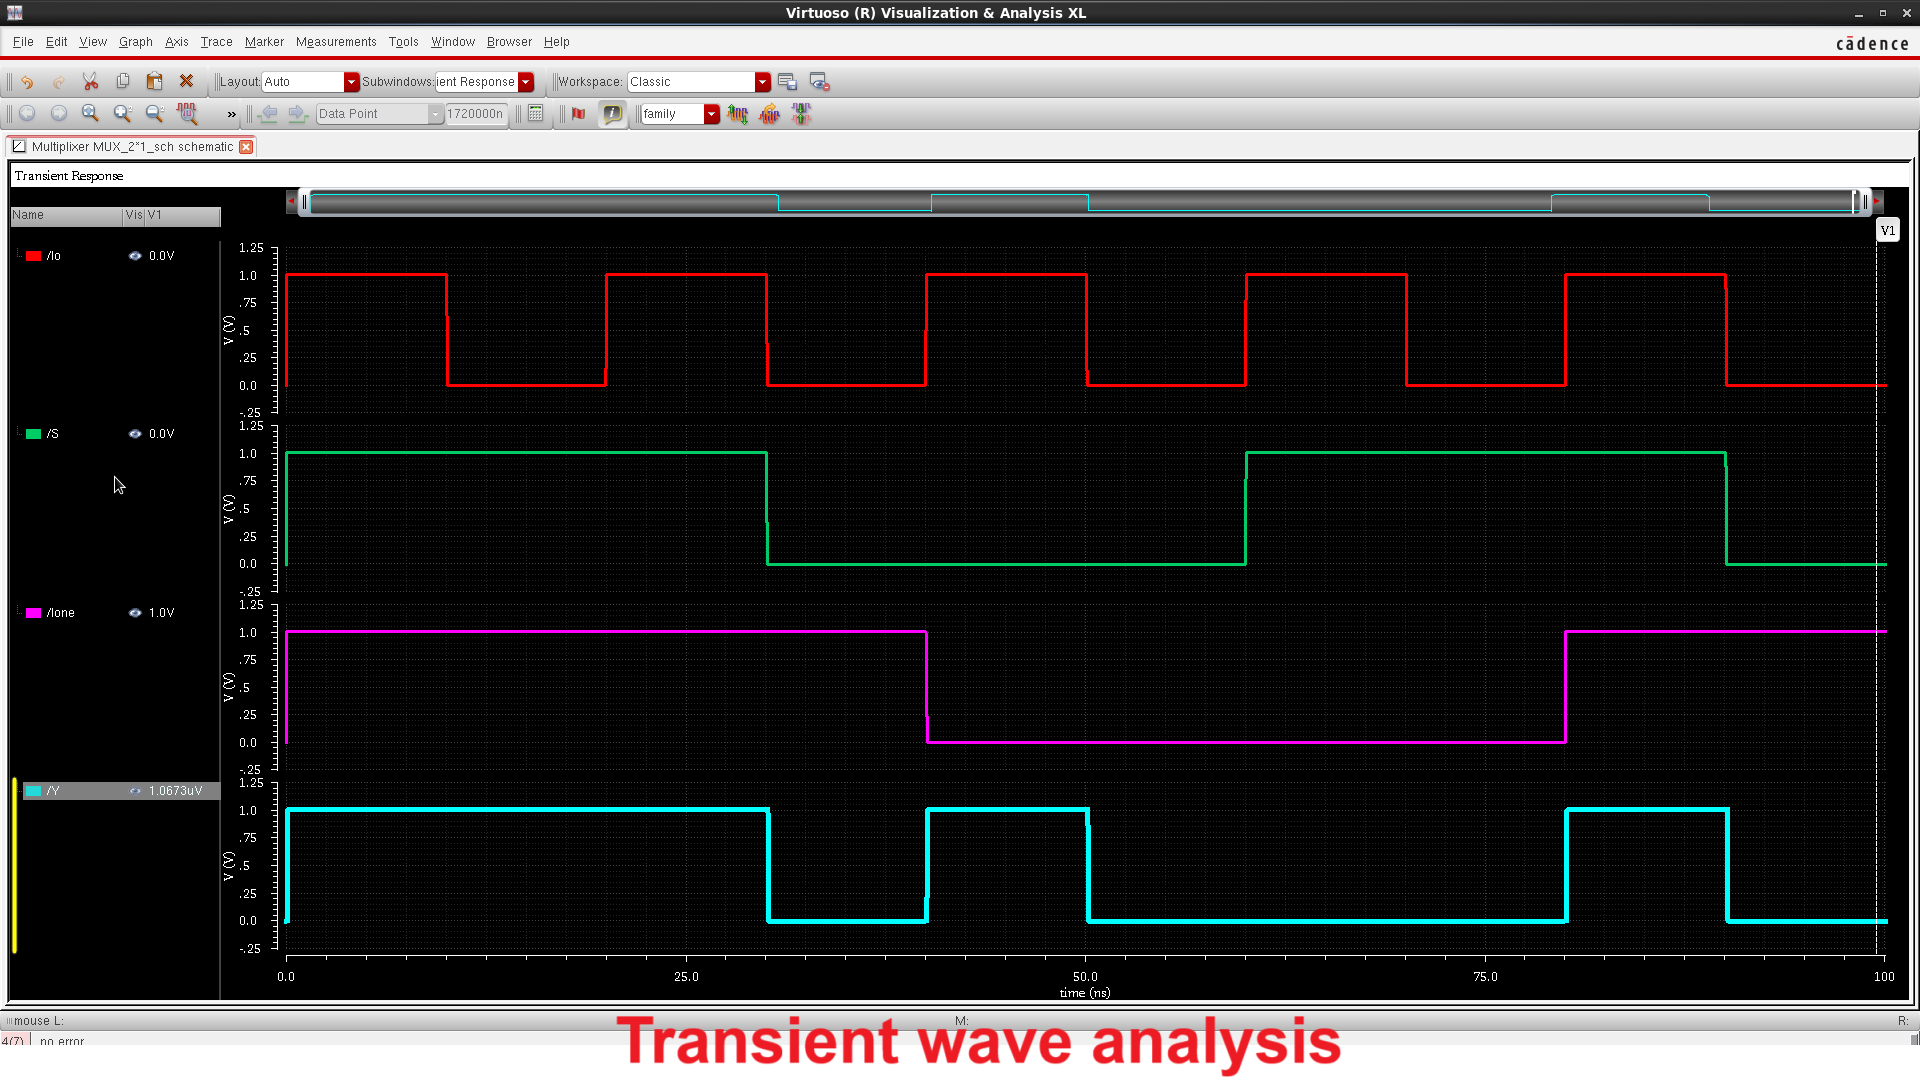 Virtuoso (R) Visualization & Analysis XL
File Edit View Graph Axis Trace Marker Measurements Tools Window Browser Help
cādence
Layout: Auto Subwindows: ient Response Workspace: Classic
» Data Point 1720000n family
Multiplixer MUX_2*1_sch schematic
Transient Response
Name Vis V1
V1
/Io 0.0V
1.25
1.0
.75
.5
.25
0.0
-.25
V (V)
/S 0.0V
1.25
1.0
.75
.5
.25
0.0
-.25
V (V)
/Ione 1.0V
1.25
1.0
.75
.5
.25
0.0
-.25
V (V)
/Y 1.0673uV
1.25
1.0
.75
.5
.25
0.0
-.25
V (V)
0.0 25.0 50.0 75.0 100
time (ns)
mouse L: M: R:
4(7) no error
Transient wave analysis